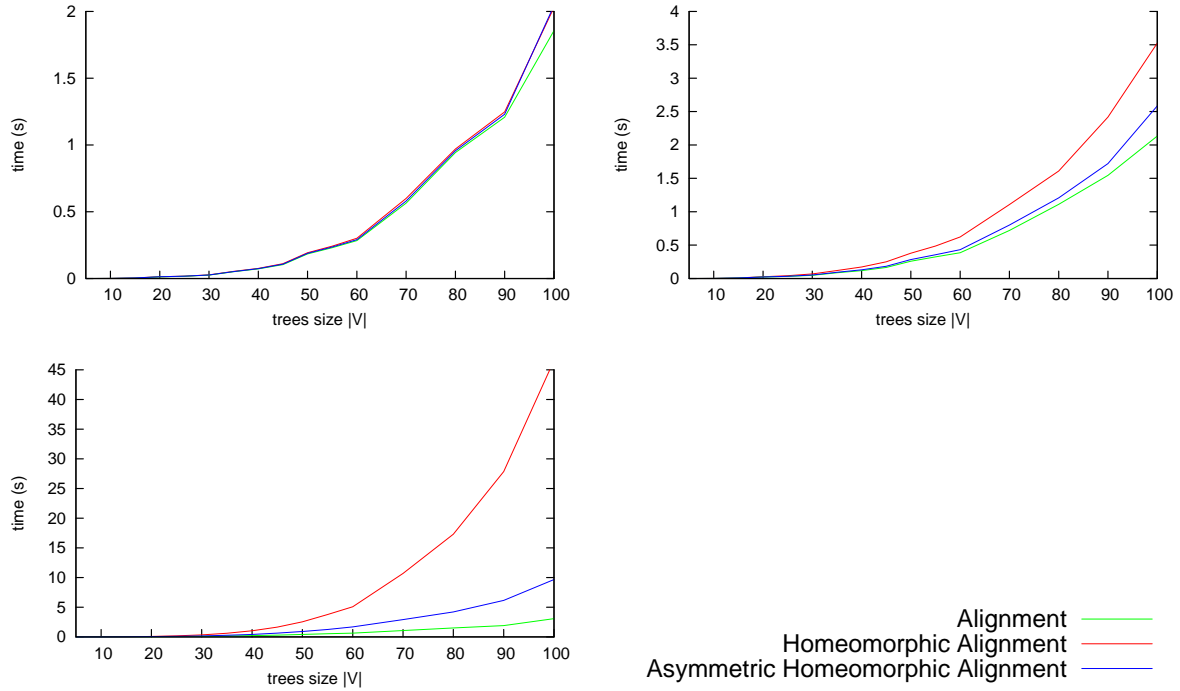 2
1.5
1
0.5
0
time (s)
10 20 30 40 50 60 70 80 90 100
trees size |V|
4
3.5
3
2.5
2
1.5
1
0.5
0
time (s)
10 20 30 40 50 60 70 80 90 100
trees size |V|
45
40
35
30
25
20
15
10
5
0
time (s)
10 20 30 40 50 60 70 80 90 100
trees size |V|
Alignment
Homeomorphic Alignment
Asymmetric Homeomorphic Alignment